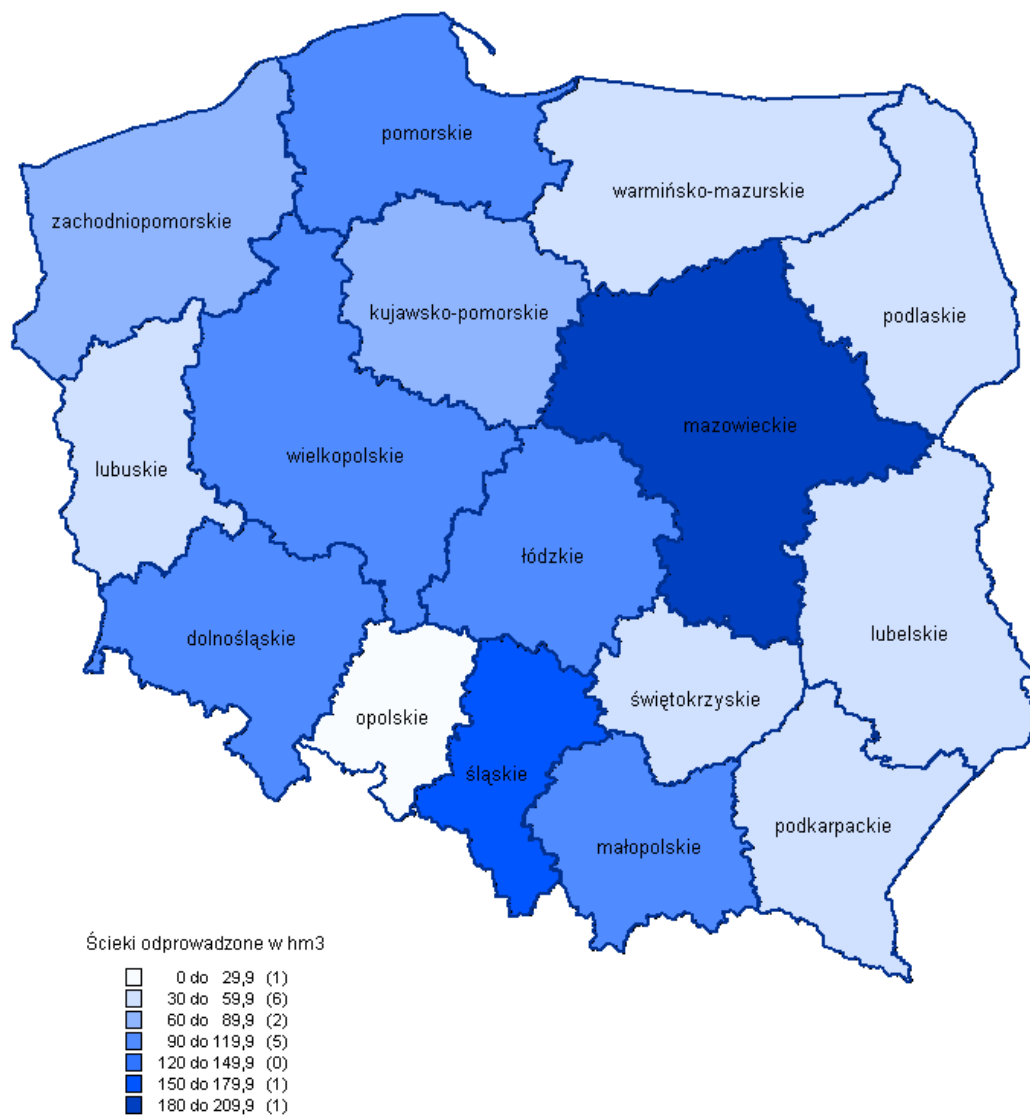 pomorskie
warmińsko-mazurskie
zachodniopomorskie
kujawsko-pomorskie
podlaskie
mazowieckie
wielkopolskie
lubuskie
łódzkie
dolnośląskie
lubelskie
świętokrzyskie
opolskie
śląskie
podkarpackie
małopolskie
Ścieki odprowadzone w hm3
0 do 29,9 (1)
30 do 59,9 (6)
60 do 89,9 (2)
90 do 119,9 (5)
120 do 149,9 (0)
150 do 179,9 (1)
180 do 209,9 (1)